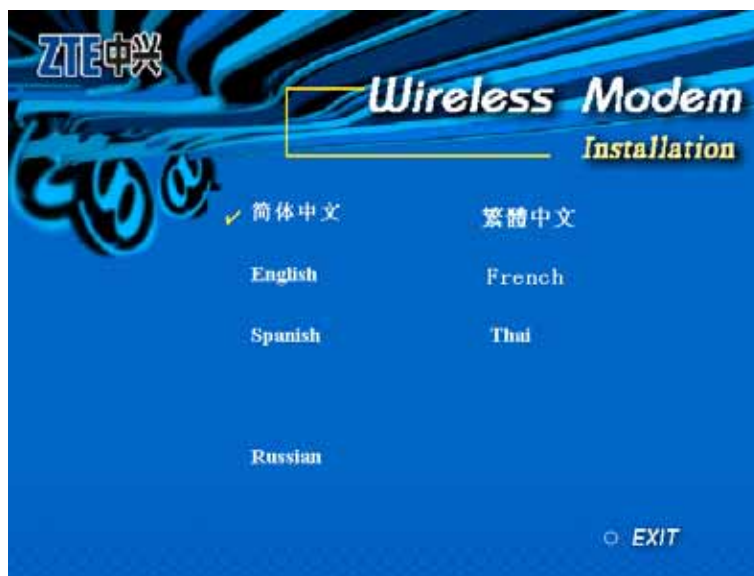 ZTE中兴
Wireless Modem
Installation
简体中文 繁體中文
English French
Spanish Thai
Russian
EXIT